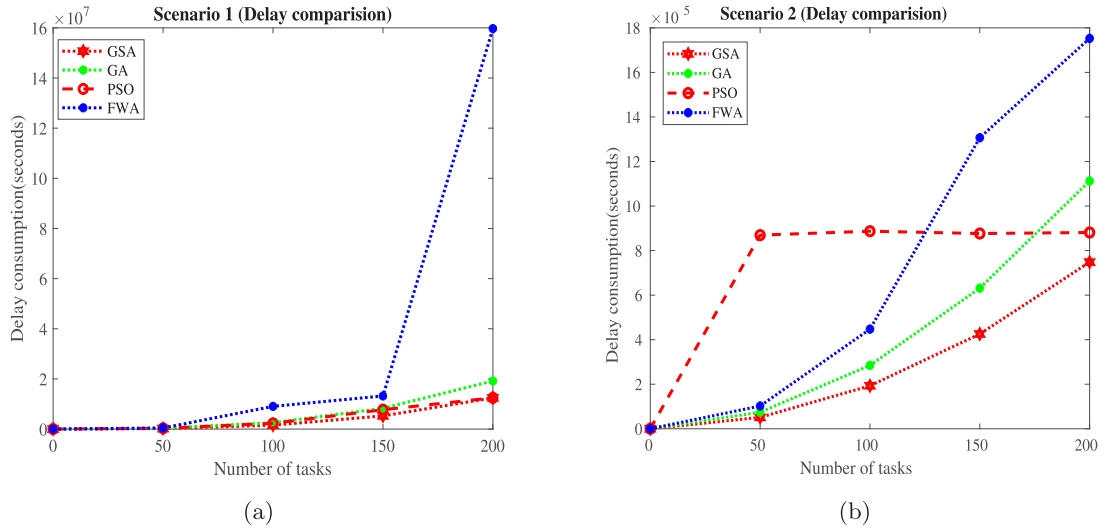 Scenario 1 (Delay comparision)
×10^7
16
14
12
10
8
6
4
2
0
Delay consumption(seconds)
GSA
GA
PSO
FWA
0 50 100 150 200
Number of tasks
(a)
Scenario 2 (Delay comparision)
×10^5
18
16
14
12
10
8
6
4
2
0
Delay consumption(seconds)
GSA
GA
PSO
FWA
0 50 100 150 200
Number of tasks
(b)